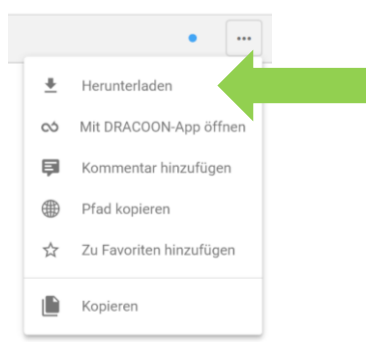 Herunterladen
Mit DRACOON-App öffnen
Kommentar hinzufügen
Pfad kopieren
Zu Favoriten hinzufügen
Kopieren